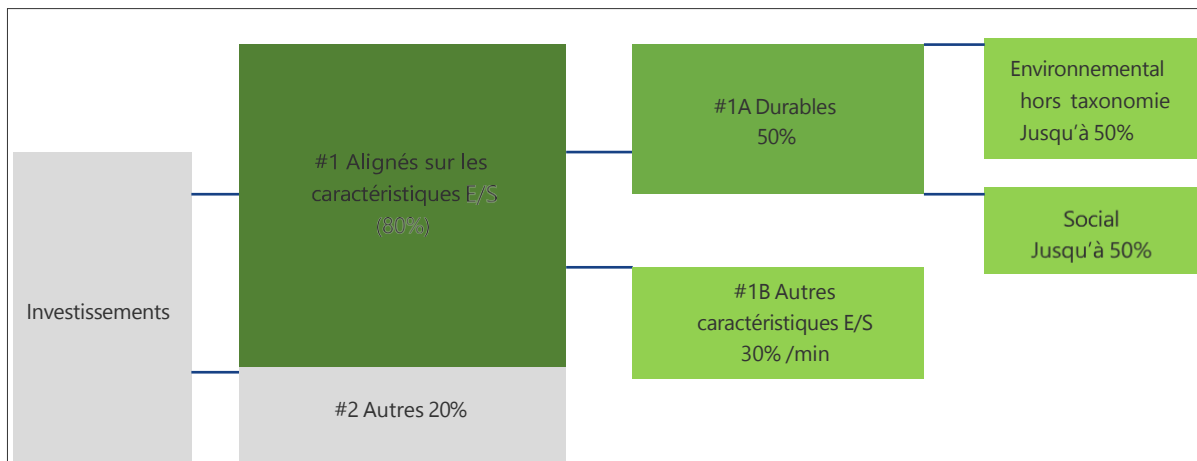 Investissements
#1 Alignés sur les
caractéristiques E/S
(80%)
#2 Autres 20%
#1A Durables
50%
#1B Autres
caractéristiques E/S
30% /min
Environnemental
hors taxonomie
Jusqu’à 50%
Social
Jusqu’à 50%